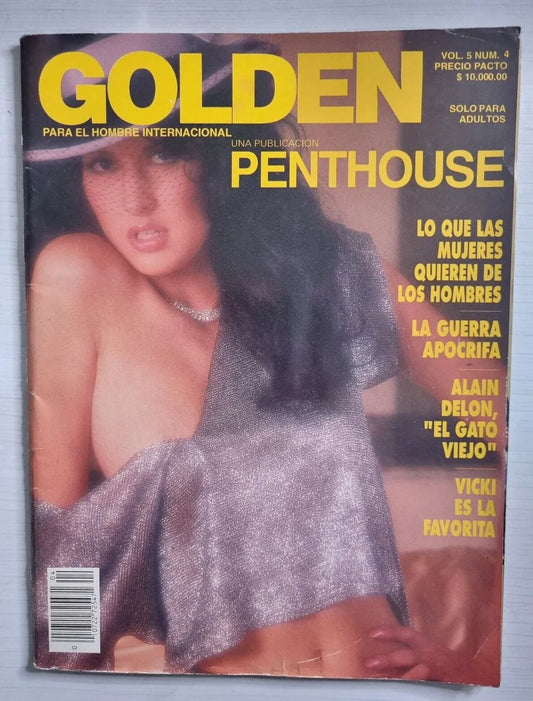 GOLDEN
VOL. 5 NUM. 4
PRECIO PACTO
$ 10,000.00
SOLO PARA
ADULTOS
PARA EL HOMBRE INTERNACIONAL
UNA PUBLICACION
PENTHOUSE
LO QUE LAS
MUJERES
QUIEREN DE
LOS HOMBRES
LA GUERRA
APOCRIFA
ALAIN
DELON,
"EL GATO
VIEJO"
VICKI
ES LA
FAVORITA
04